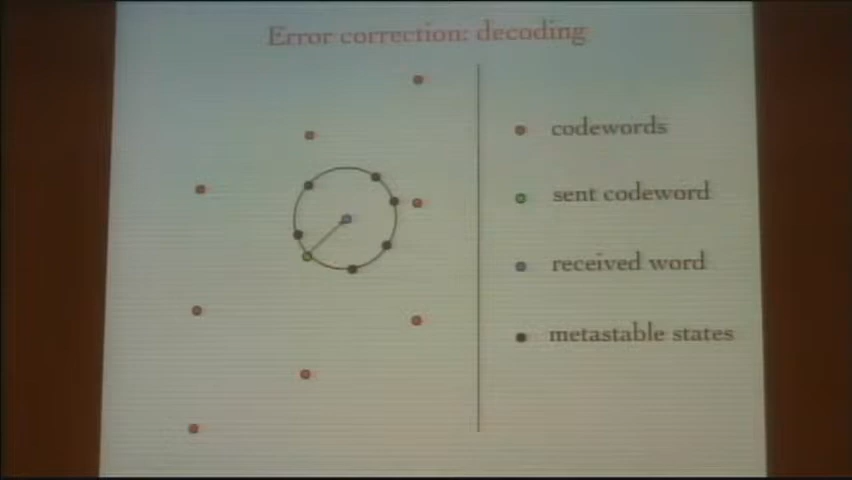 Error correction: decoding
codewords
sent codeword
received word
metastable states